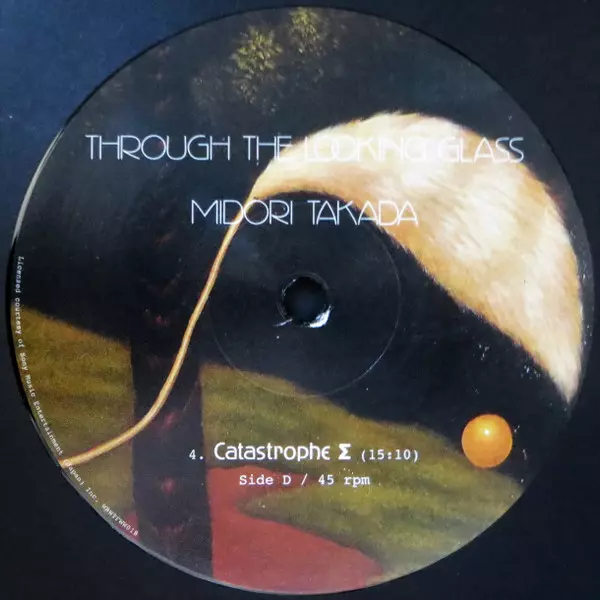 THROUGH THE LOOKING GLASS
MIDORI TAKADA
4. Catastrophe Σ (15:10)
Side D / 45 rpm
Licensed courtesy of Sony Music Entertainment (Japan) Inc.